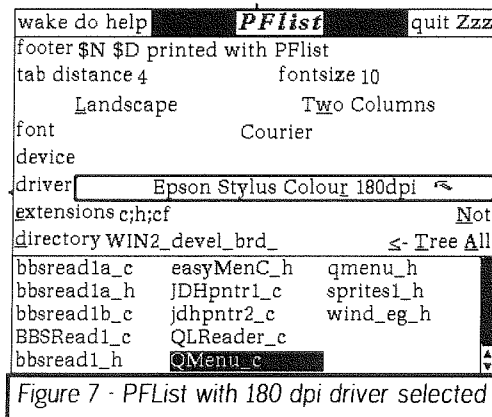 wake do help PFlist quit Zzz
footer $N $D printed with PFlist
tab distance 4 fontsize 10
Landscape Two Columns
font Courier
device
driver Epson Stylus Colour 180dpi
extensions c;h;cf Not
directory WIN2_devel_brd_ <- Tree All
bbsread1a_c easyMenC_h qmenu_h
bbsread1a_h JDHpntr1_c sprites1_h
bbsread1b_c jdhpntr2_c wind_eg_h
BBSRead1_c QLReader_c
bbsread1_h QMenu_c
Figure 7 - PFList with 180 dpi driver selected